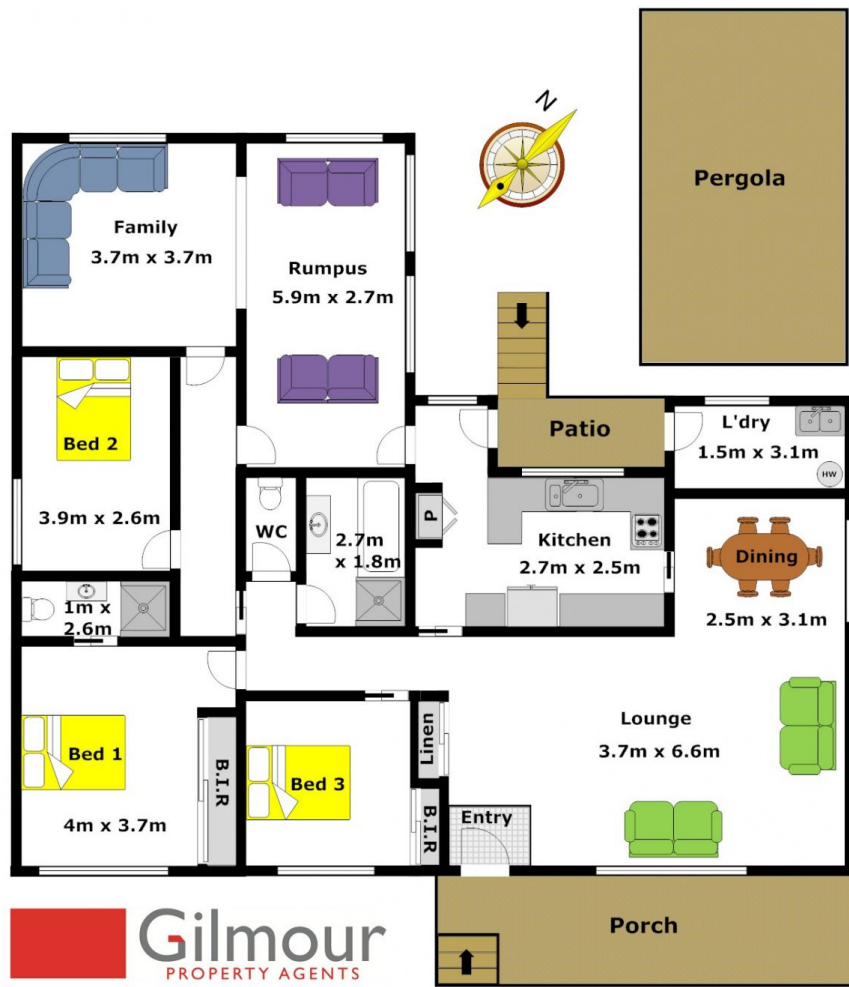 N
Pergola
Family
3.7m x 3.7m
Rumpus
5.9m x 2.7m
Bed 2
3.9m x 2.6m
Patio
L'dry
1.5m x 3.1m
HW
WC
2.7m
x 1.8m
P
Kitchen
2.7m x 2.5m
Dining
2.5m x 3.1m
1m x
2.6m
Bed 1
4m x 3.7m
B.I.R
Bed 3
Linen
B.I.R
Lounge
3.7m x 6.6m
Entry
Porch
Gilmour
PROPERTY AGENTS